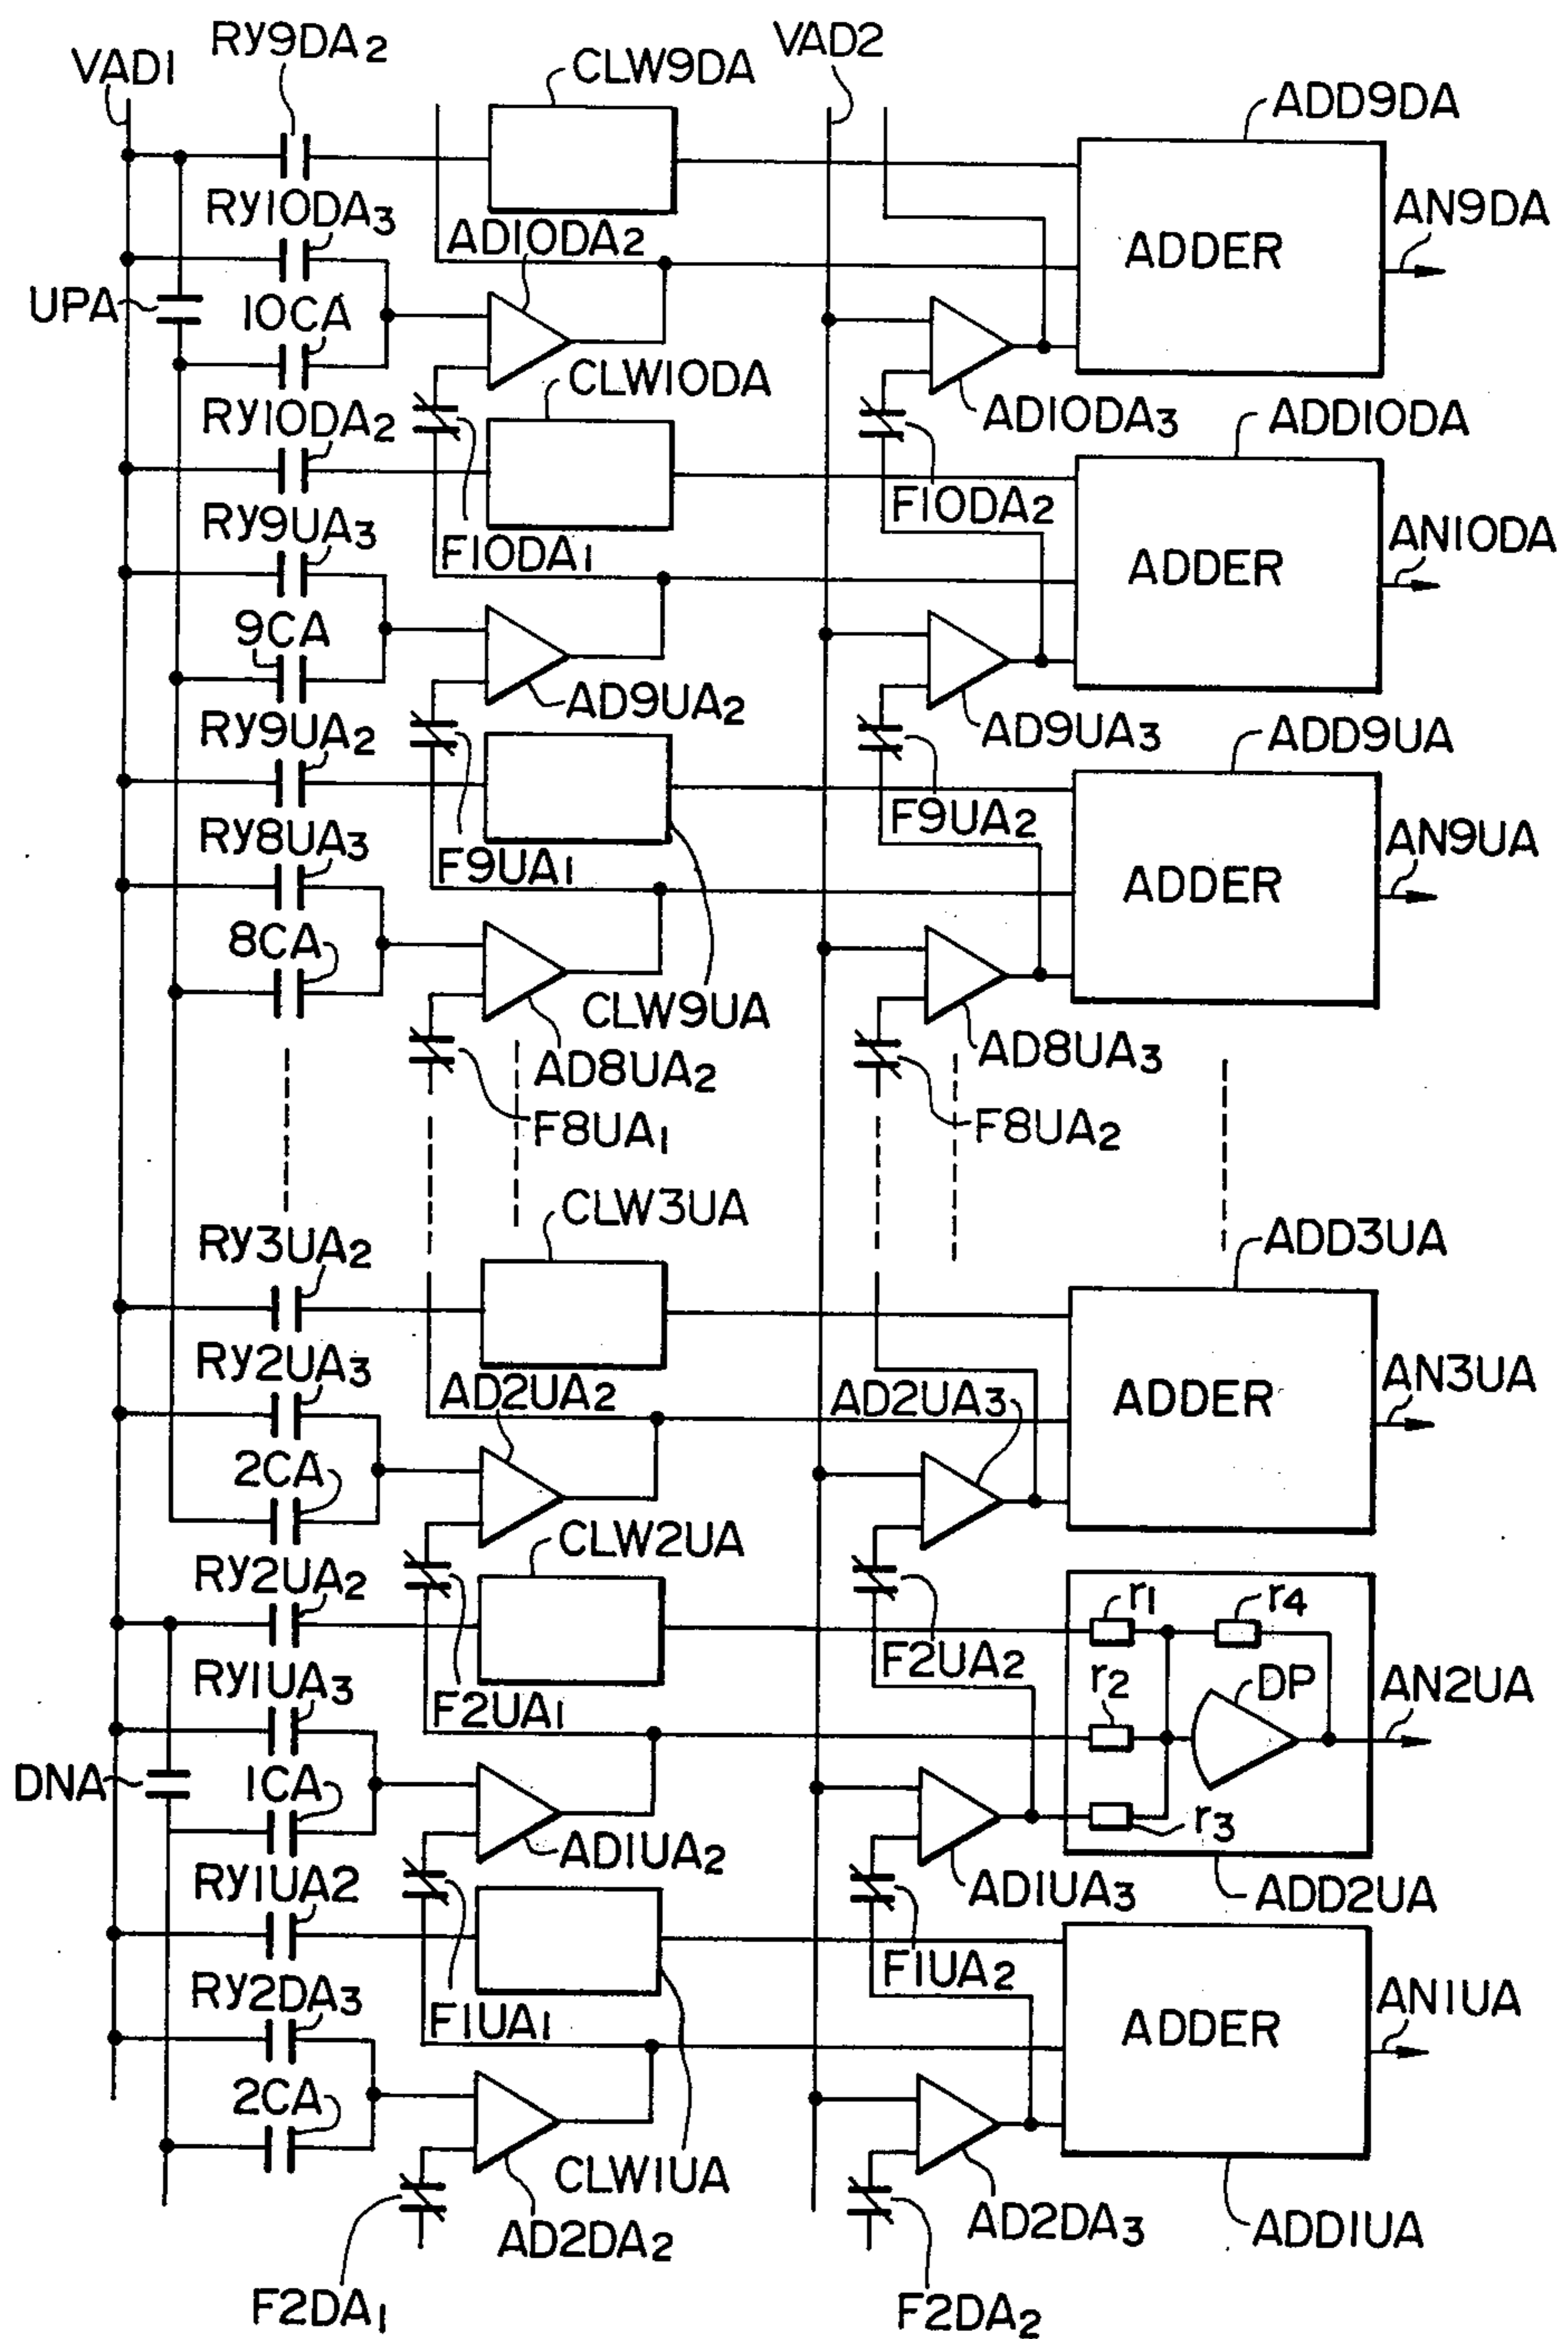 RY9DA2
VAD1
CLW9DA
VAD2
ADD9DA
RY10DA3
AD10DA2
AN9DA
ADDER
UPA
10CA
CLW10DA
RY10DA2
AD10DA3
ADD10DA
F10DA2
RY9UA3
F10DA1
AN10DA
ADDER
9CA
AD9UA2
RY9UA2
AD9UA3
ADD9UA
F9UA2
RY8UA3
F9UA1
AN9UA
ADDER
8CA
CLW9UA
AD8UA2
AD8UA3
F8UA1
F8UA2
CLW3UA
RY3UA2
ADD3UA
RY2UA3
AD2UA2
AD2UA3
AN3UA
ADDER
2CA
CLW2UA
RY2UA2
r1
r4
F2UA2
RY1UA3
F2UA1
r2
DP
AN2UA
DNA
1CA
r3
AD1UA2
RY1UA2
AD1UA3
ADD2UA
F1UA2
RY2DA3
F1UA1
AN1UA
ADDER
2CA
CLW1UA
AD2DA2
AD2DA3
ADD1UA
F2DA1
F2DA2